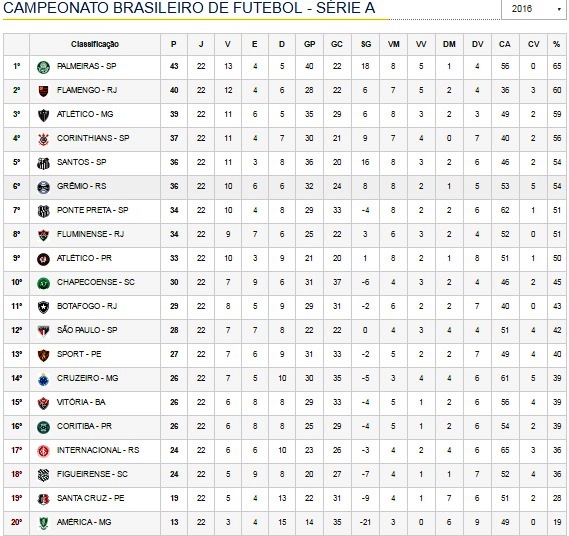 CAMPEONATO BRASILEIRO DE FUTEBOL - SÉRIE A 2016
Classificação P J V E D GP GC SG VM VV DM DV CA CV %
1º PALMEIRAS - SP 43 22 13 4 5 40 22 18 8 5 1 4 56 0 65
2º FLAMENGO - RJ 40 22 12 4 6 28 22 6 7 5 2 4 36 3 60
3º ATLÉTICO - MG 39 22 11 6 5 35 29 6 8 3 2 3 49 2 59
4º CORINTHIANS - SP 37 22 11 4 7 30 21 9 7 4 0 7 40 2 56
5º SANTOS - SP 36 22 11 3 8 36 20 16 8 3 2 6 46 2 54
6º GRÊMIO - RS 36 22 10 6 6 32 24 8 8 2 1 5 53 5 54
7º PONTE PRETA - SP 34 22 10 4 8 29 33 -4 8 2 2 6 62 1 51
8º FLUMINENSE - RJ 34 22 9 7 6 25 22 3 6 3 2 4 52 0 51
9º ATLÉTICO - PR 33 22 10 3 9 21 20 1 8 2 1 8 51 1 50
10º CHAPECOENSE - SC 30 22 7 9 6 31 37 -6 4 3 2 4 46 2 45
11º BOTAFOGO - RJ 29 22 8 5 9 29 31 -2 6 2 2 7 40 0 43
12º SÃO PAULO - SP 28 22 7 7 8 22 22 0 4 3 4 4 51 4 42
13º SPORT - PE 27 22 7 6 9 31 33 -2 5 2 2 7 49 4 40
14º CRUZEIRO - MG 26 22 7 5 10 30 35 -5 3 4 4 6 61 5 39
15º VITÓRIA - BA 26 22 6 8 8 29 33 -4 5 1 2 6 56 4 39
16º CORITIBA - PR 26 22 6 8 8 25 29 -4 5 1 2 6 54 2 39
17º INTERNACIONAL - RS 24 22 6 6 10 23 26 -3 4 2 4 6 65 3 36
18º FIGUEIRENSE - SC 24 22 5 9 8 20 27 -7 4 1 1 7 52 4 36
19º SANTA CRUZ - PE 19 22 5 4 13 22 31 -9 4 1 7 6 51 2 28
20º AMÉRICA - MG 13 22 3 4 15 14 35 -21 3 0 6 9 49 0 19